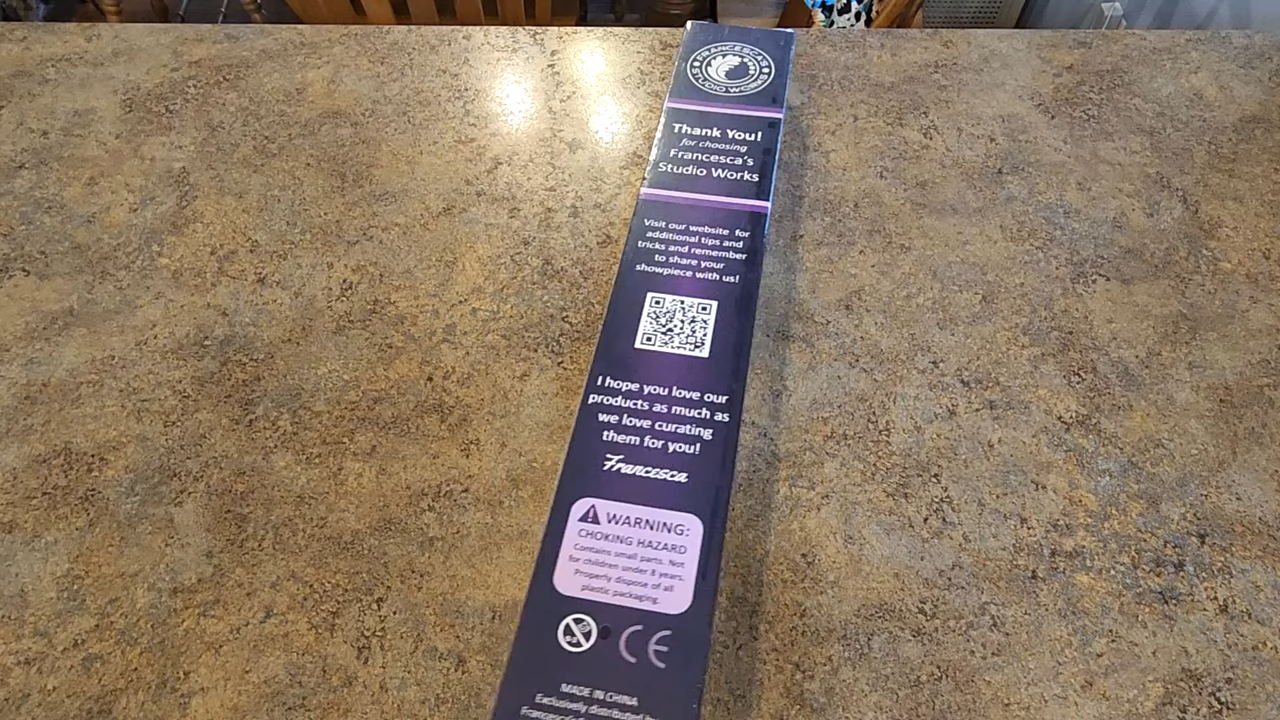 FRANCESCA'S
STUDIO WORKS
Thank You!
for choosing
Francesca's
Studio Works
Visit our website for
additional tips and
tricks and remember
to share your
showpiece with us!
I hope you love our
products as much as
we love curating
them for you!
Francesca
WARNING:
CHOKING HAZARD
Contains small parts. Not
for children under 8 years.
Properly dispose of all
plastic packaging.
CE
MADE IN CHINA
Exclusively distributed by